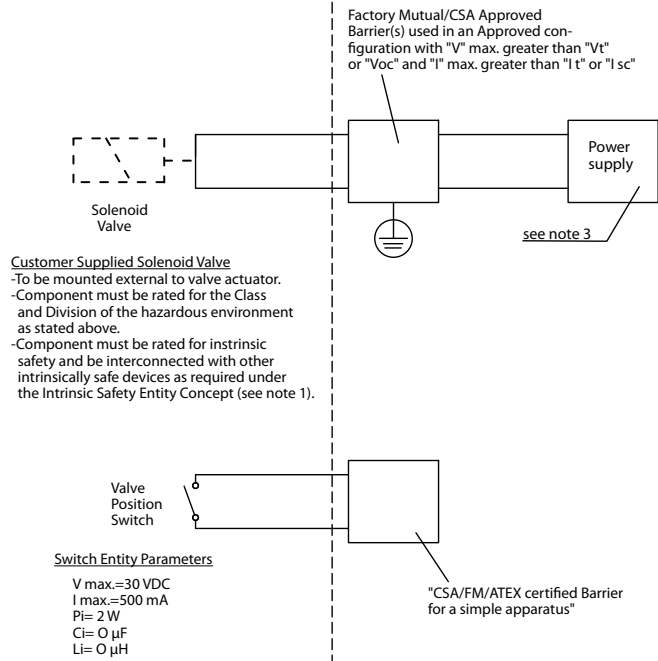 Factory Mutual/CSA Approved
Barrier(s) used in an Approved con-
figuration with "V" max. greater than "Vt"
or "Voc" and "I" max. greater than "I t" or "I sc"
Power
supply
Solenoid
Valve
see note 3
Customer Supplied Solenoid Valve
-To be mounted external to valve actuator.
-Component must be rated for the Class
and Division of the hazardous environment
as stated above.
-Component must be rated for instrinsic
safety and be interconnected with other
intrinsically safe devices as required under
the Intrinsic Safety Entity Concept (see note 1).
Valve
Position
Switch
Switch Entity Parameters
V max.=30 VDC
I max.=500 mA
Pi= 2 W
Ci= O µF
Li= O µH
"CSA/FM/ATEX certified Barrier
for a simple apparatus"